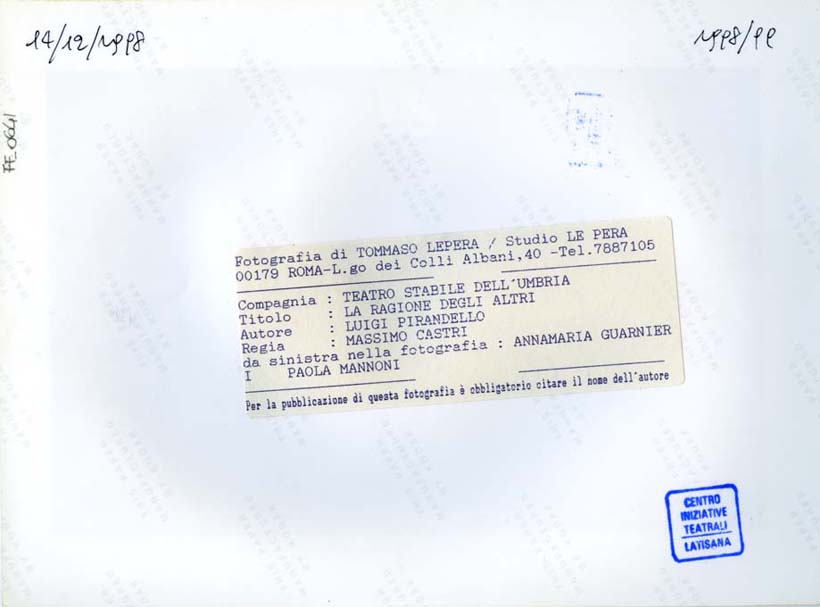 14/12/1998
1998/99
FE_0641
Fotografia di TOMMASO LEPERA / Studio LE PERA
00179 ROMA-L.go dei Colli Albani,40 -Tel.7887105
Compagnia : TEATRO STABILE DELL'UMBRIA
Titolo : LA RAGIONE DEGLI ALTRI
Autore : LUIGI PIRANDELLO
Regia : MASSIMO CASTRI
da sinistra nella fotografia : ANNAMARIA GUARNIER
I PAOLA MANNONI
Per la pubblicazione di questa fotografia è obbligatorio citare il nome dell'autore
CENTRO
INIZIATIVE
TEATRALI
LATISANA